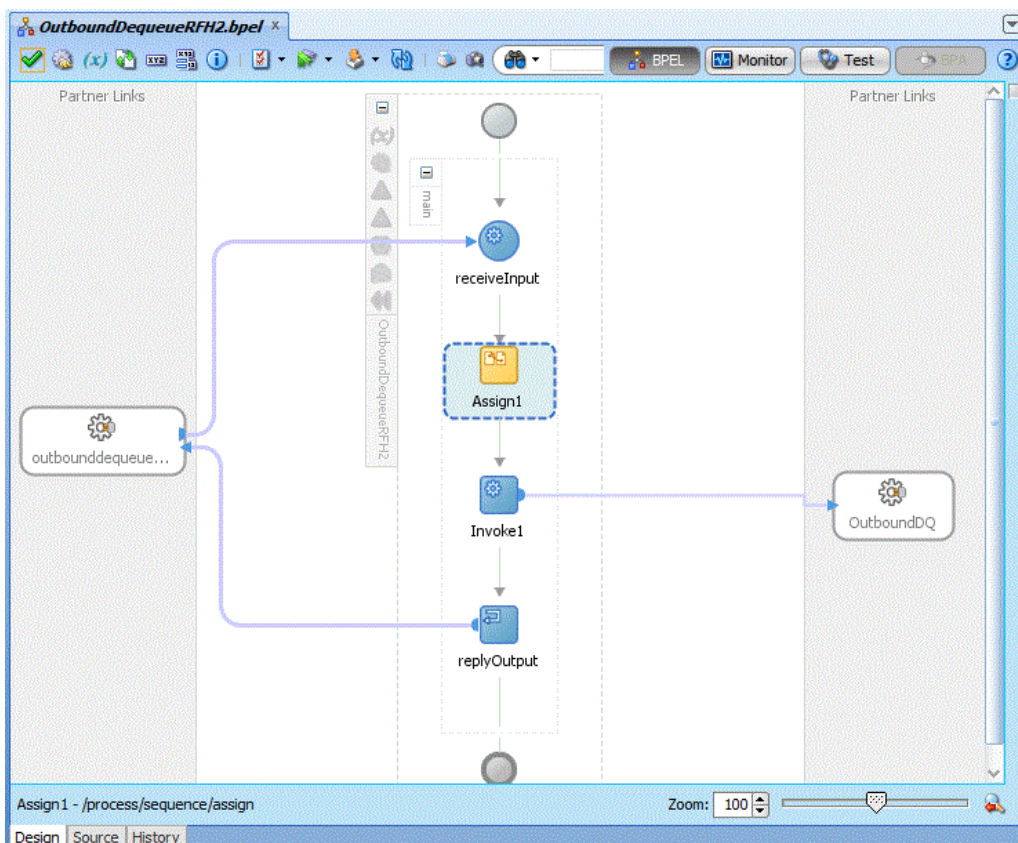 OutboundDequeueRFH2.bpel
(x) XYZ BPEL Monitor Test BPA
Partner Links
Partner Links
(x)
main
receiveInput
OutboundDequeueRFH2
Assign1
outbounddequeue...
Invoke1
OutboundDQ
replyOutput
Assign1 - /process/sequence/assign
Zoom: 100
Design Source History